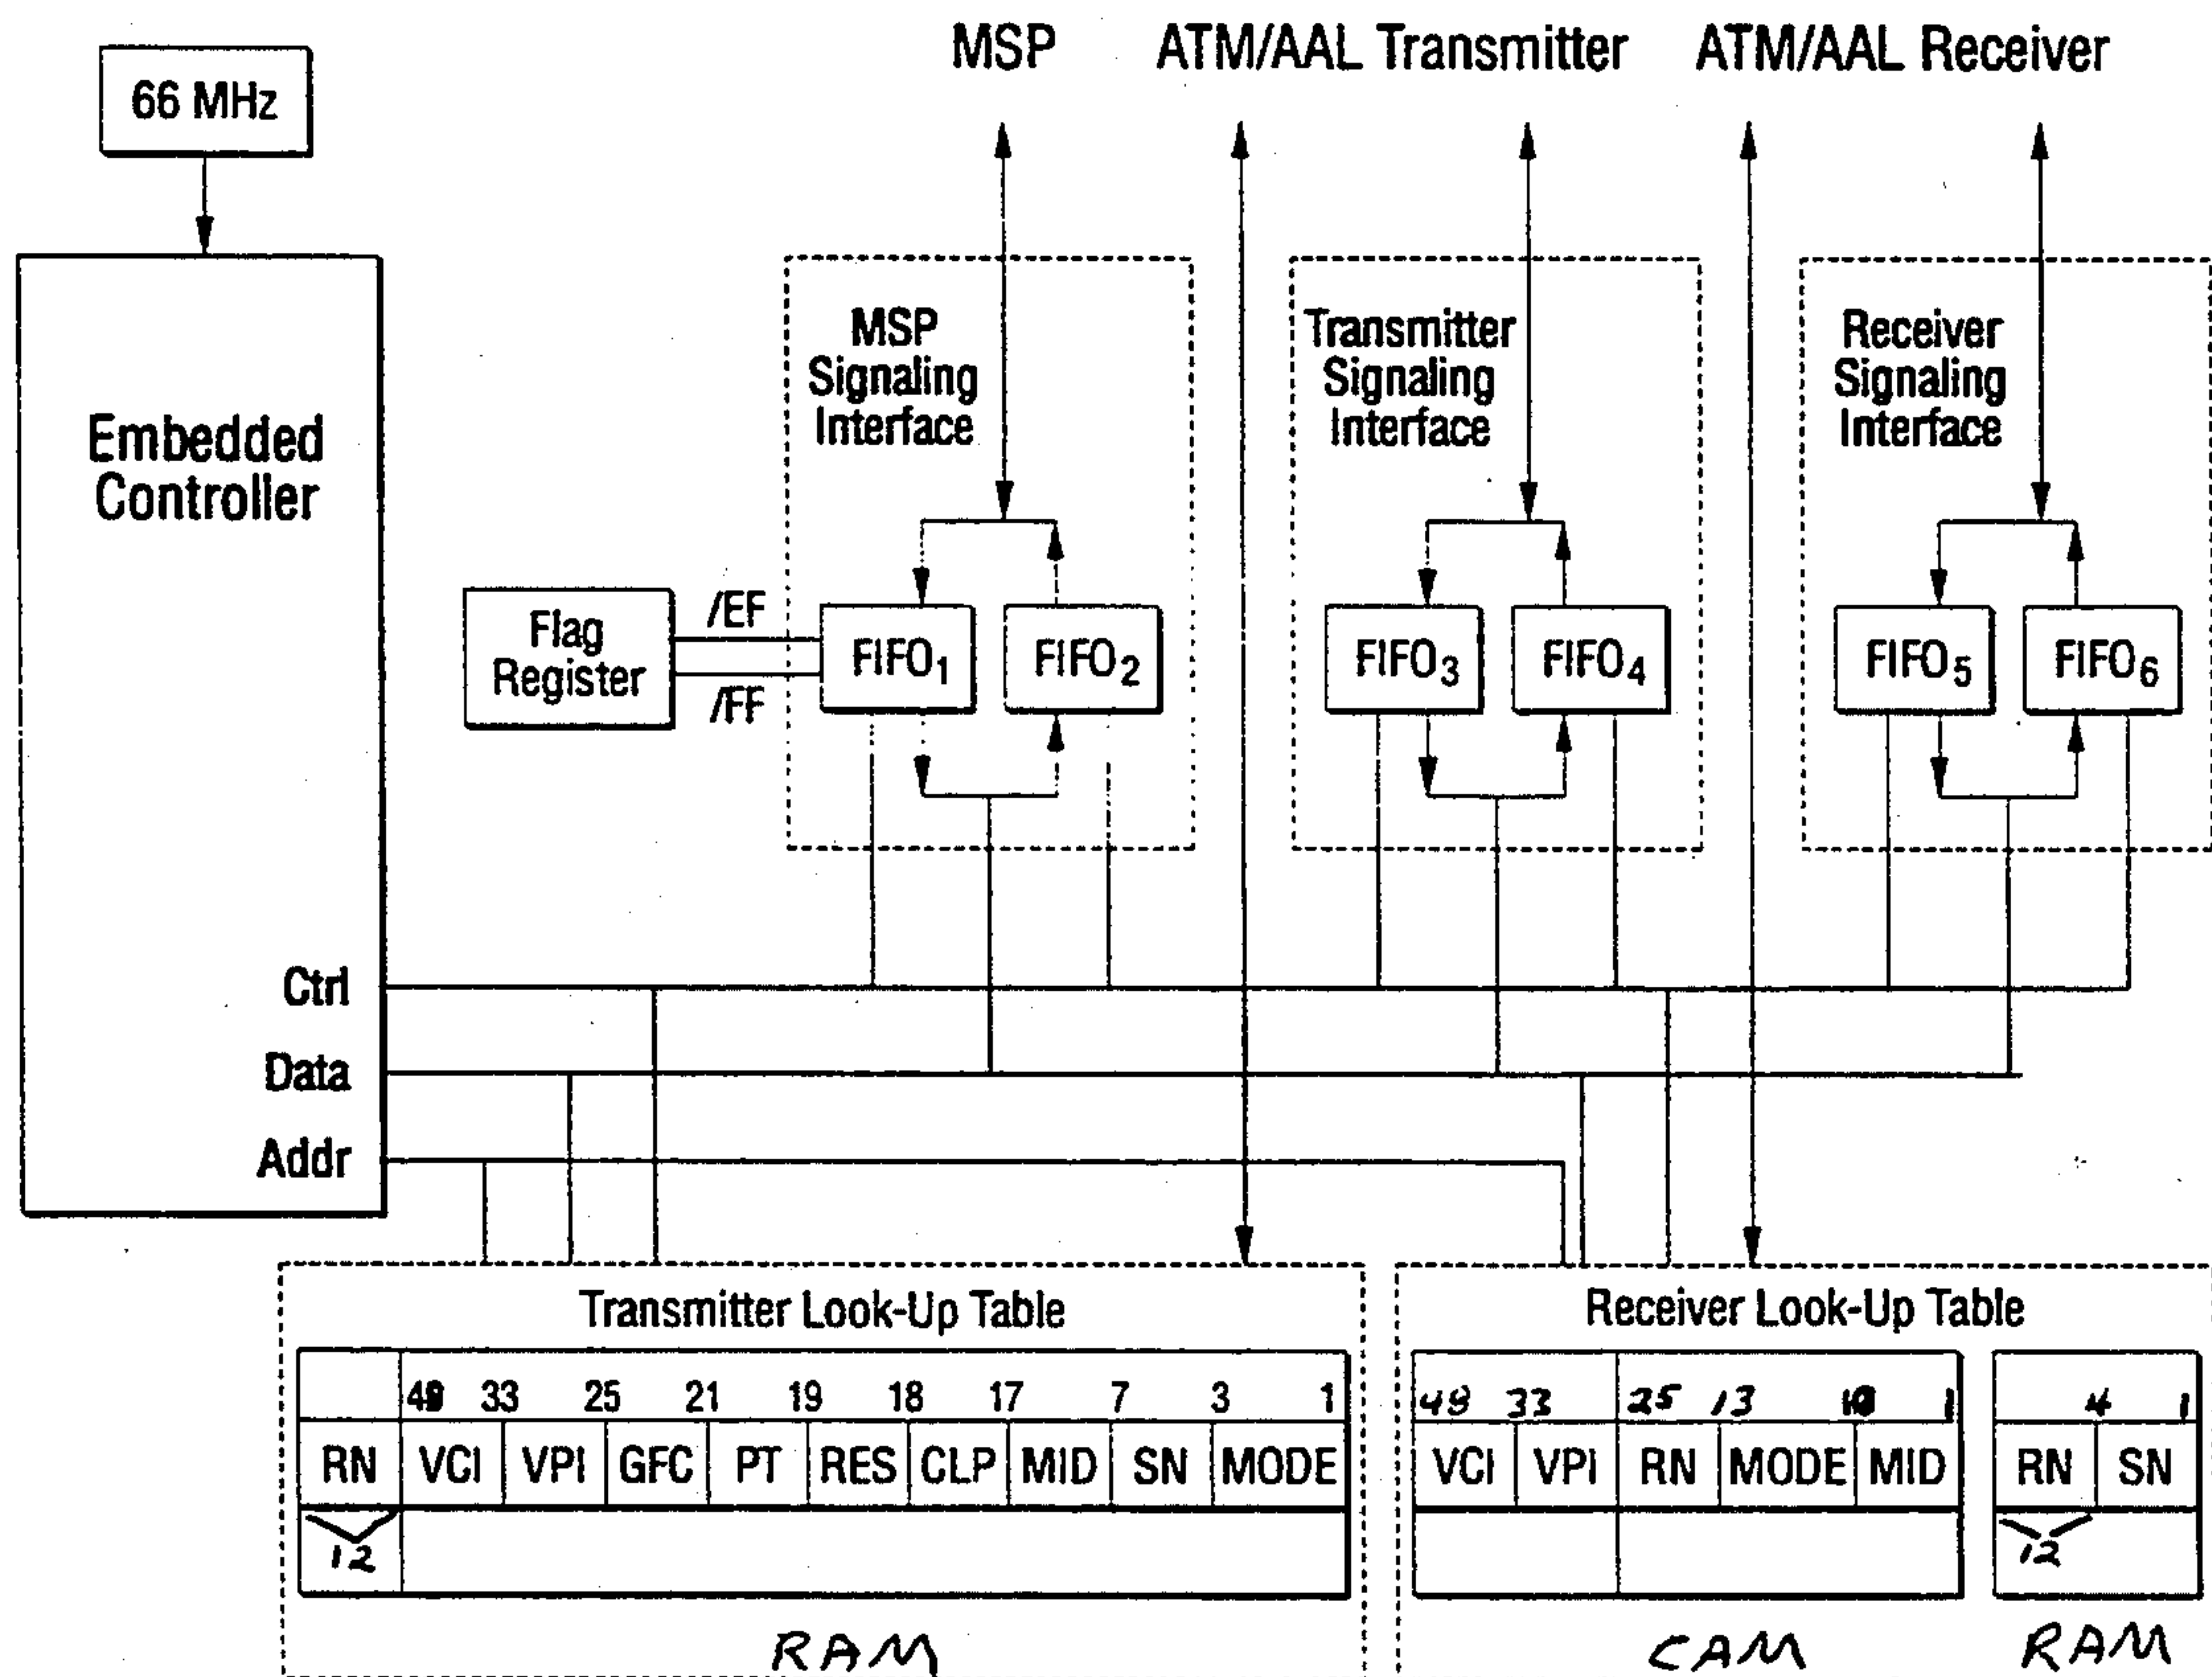 MSP ATM/AAL Transmitter ATM/AAL Receiver
66 MHz
Embedded
Controller
MSP
Signaling
Interface
Transmitter
Signaling
Interface
Receiver
Signaling
Interface
Flag
Register
/EF
/FF
FIFO1 FIFO2 FIFO3 FIFO4 FIFO5 FIFO6
Ctrl
Data
Addr
Transmitter Look-Up Table
33 25 21 19 18 17 7 3 1
RN VCI VPI GFC PT RES CLP MID SN MODE
12
RAM
Receiver Look-Up Table
48 33 25 13 10 1 4 1
VCI VPI RN MODE MID RN SN
12
CAM RAM